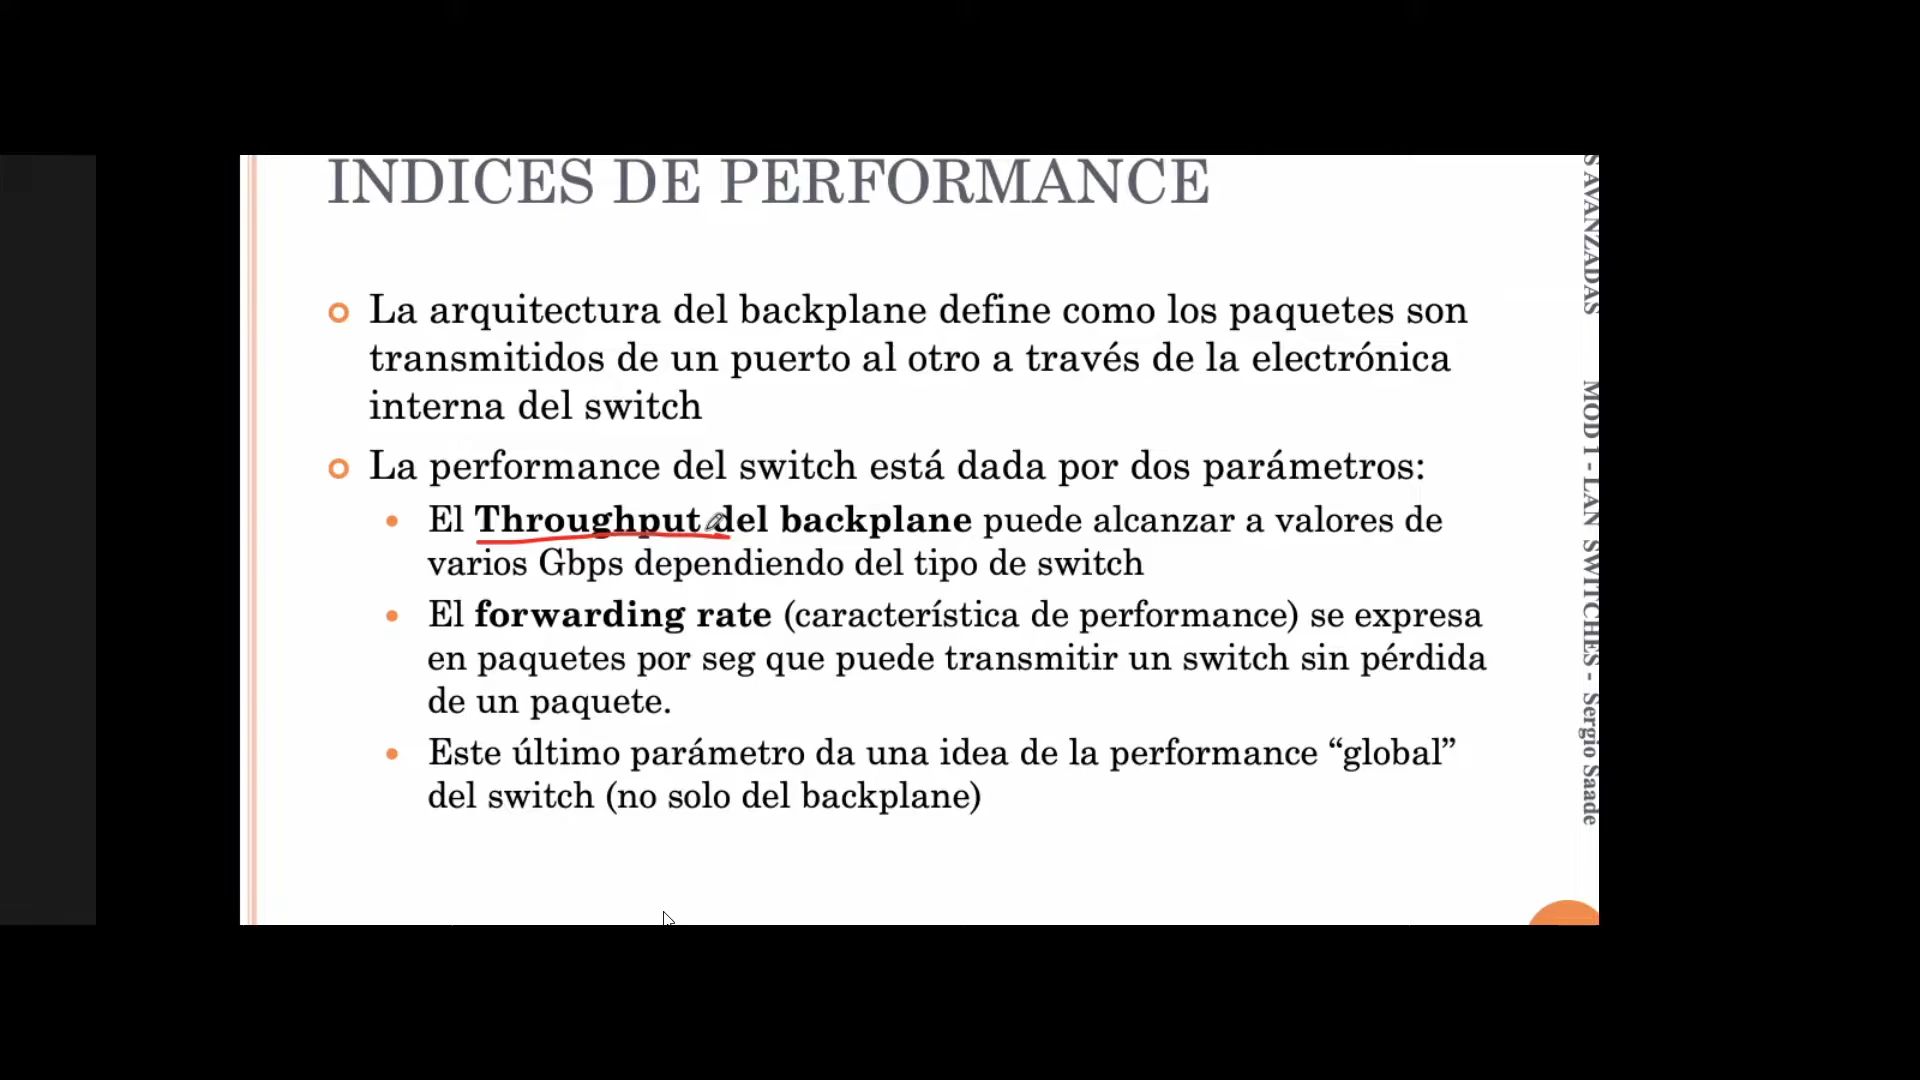 INDICES DE PERFORMANCE
La arquitectura del backplane define como los paquetes son
transmitidos de un puerto al otro a través de la electrónica
interna del switch
La performance del switch está dada por dos parámetros:
El Throughput del backplane puede alcanzar a valores de
varios Gbps dependiendo del tipo de switch
El forwarding rate (característica de performance) se expresa
en paquetes por seg que puede transmitir un switch sin pérdida
de un paquete.
Este último parámetro da una idea de la performance “global”
del switch (no solo del backplane)
S AVANZADAS MOD 1 - LAN SWITCHES - Sergio Saade